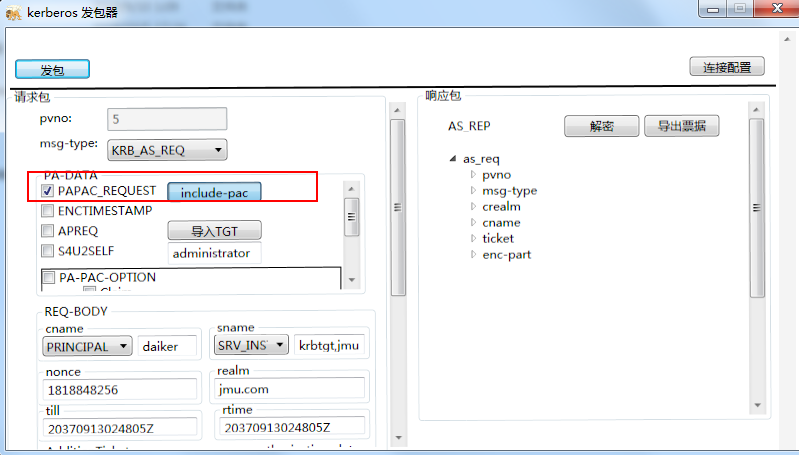 kerberos 发包器
发包
连接配置
请求包
pvno:
5
msg-type:
KRB_AS_REQ
PA-DATA
PAPAC_REQUEST
include-pac
ENCTIMESTAMP
APREQ
导入TGT
S4U2SELF
administrator
PA-PAC-OPTION
REQ-BODY
cname
PRINCIPAL
daiker
sname
SRV_INS
krbtgt,jmu
nonce
1818848256
realm
jmu.com
till
20370913024805Z
rtime
20370913024805Z
响应包
AS_REP
解密
导出票据
as_req
pvno
msg-type
crealm
cname
ticket
enc-part